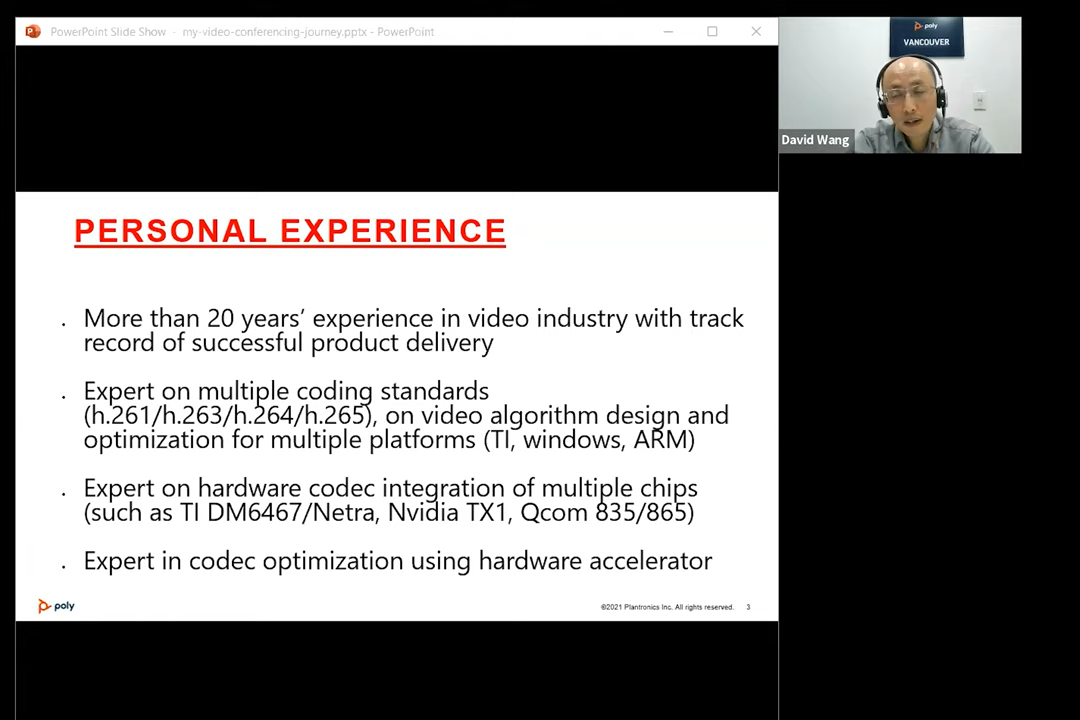 PowerPoint Slide Show - my-video-conferencing-journey.pptx - PowerPoint
poly
VANCOUVER
David Wang
PERSONAL EXPERIENCE
. More than 20 years’ experience in video industry with track
record of successful product delivery
. Expert on multiple coding standards
(h.261/h.263/h.264/h.265), on video algorithm design and
optimization for multiple platforms (TI, windows, ARM)
. Expert on hardware codec integration of multiple chips
(such as TI DM6467/Netra, Nvidia TX1, Qcom 835/865)
. Expert in codec optimization using hardware accelerator
poly
©2021 Plantronics Inc. All rights reserved. 3